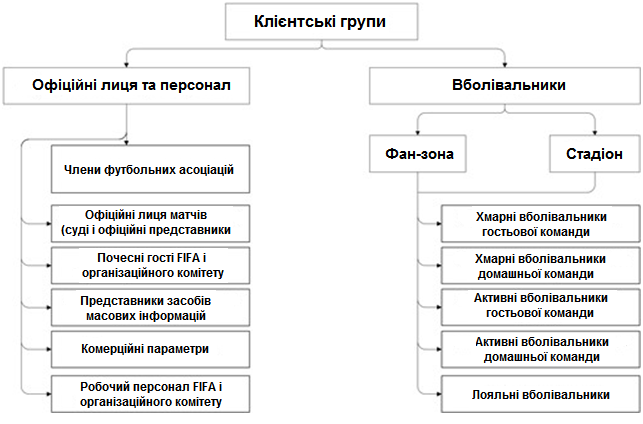 Клієнтські групи
Офіційні лиця та персонал
Вболівальники
Фан-зона
Стадіон
Члени футбольних асоціацій
Офіційні лиця матчів
(суді і офіційні представники
Почесні гості FIFA і
організаційного комітету
Представники засобів
масових інформацій
Комерційні параметри
Робочий персонал FIFA і
організаційного комітету
Хмарні вболівальники
гостьової команди
Хмарні вболівальники
домашньої команди
Активні вболівальники
гостьової команди
Активні вболівальники
домашньої команди
Лояльні вболівальники